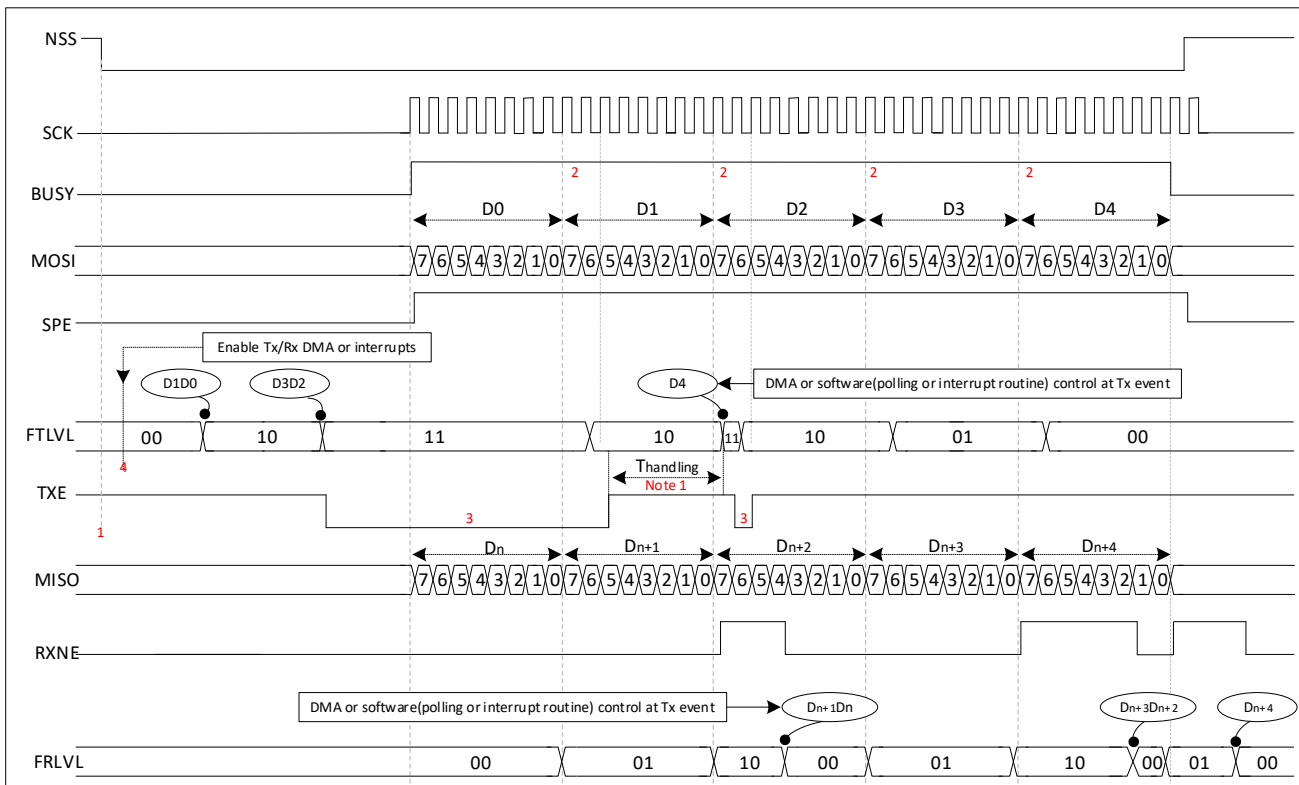 NSS
SCK
BUSY
2 2 2 2
D0 D1 D2 D3 D4
MOSI 7 6 5 4 3 2 1 0 7 6 5 4 3 2 1 0 7 6 5 4 3 2 1 0 7 6 5 4 3 2 1 0 7 6 5 4 3 2 1 0
SPE
Enable Tx/Rx DMA or interrupts
D1D0 D3D2 D4 DMA or software(polling or interrupt routine) control at Tx event
FTLVL 00 10 11 10 11 10 01 00
4 Thandling
Note 1
TXE
1 3 3
Dn Dn+1 Dn+2 Dn+3 Dn+4
MISO 7 6 5 4 3 2 1 0 7 6 5 4 3 2 1 0 7 6 5 4 3 2 1 0 7 6 5 4 3 2 1 0 7 6 5 4 3 2 1 0
RXNE
DMA or software(polling or interrupt routine) control at Tx event Dn+1Dn Dn+3Dn+2 Dn+4
FRLVL 00 01 10 00 01 10 00 01 00